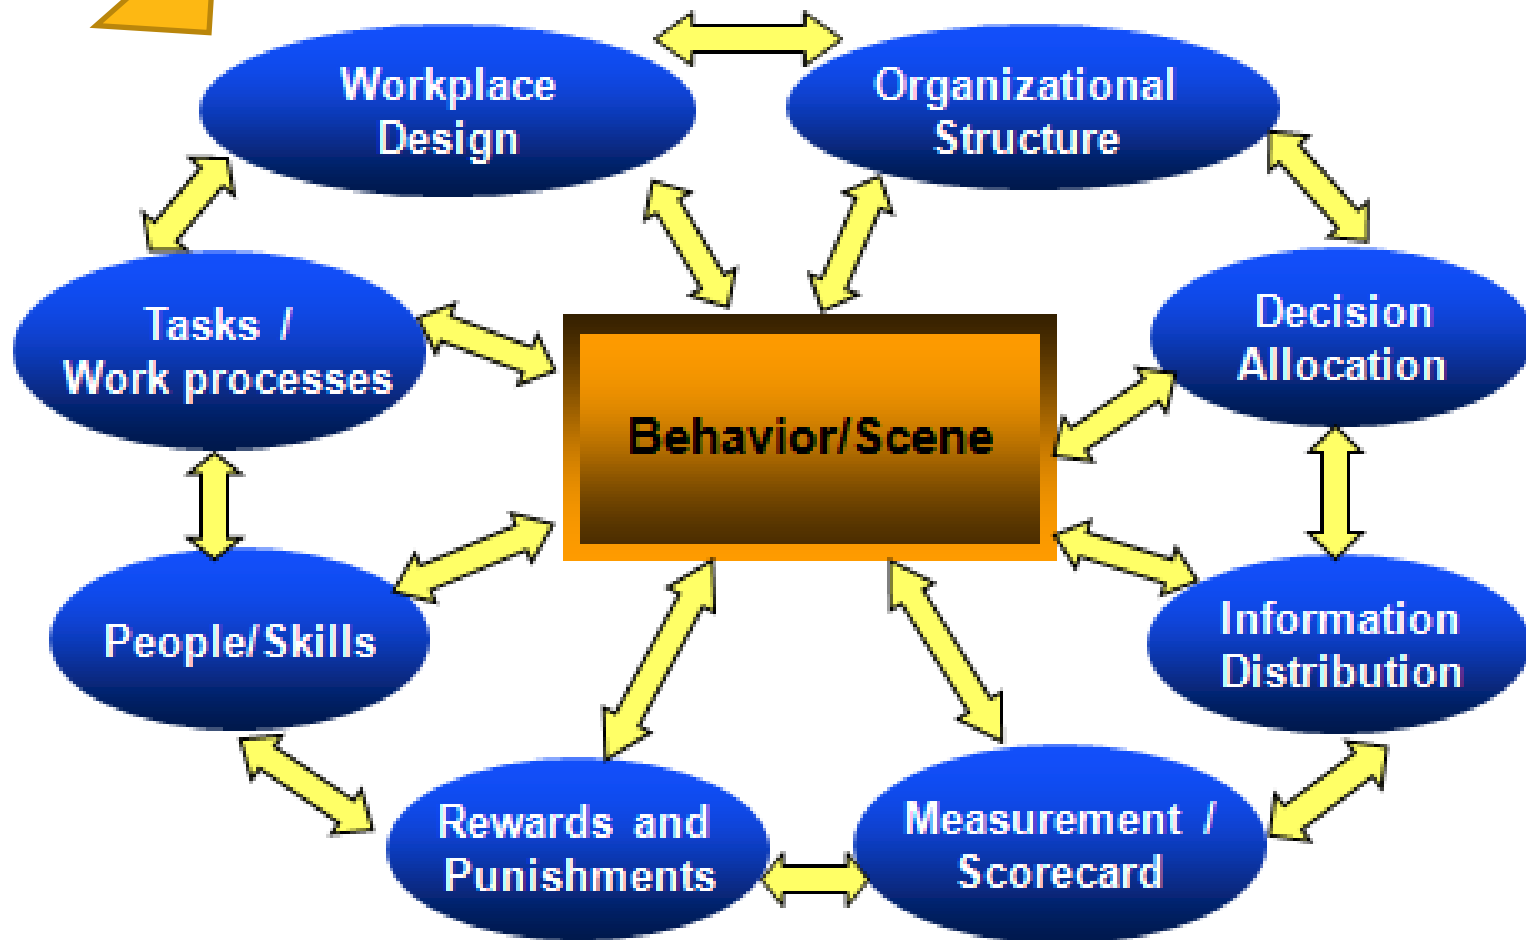 Workplace
Design
Organizational
Structure
Tasks /
Work processes
Decision
Allocation
Behavior/Scene
People/Skills
Information
Distribution
Rewards and
Punishments
Measurement /
Scorecard